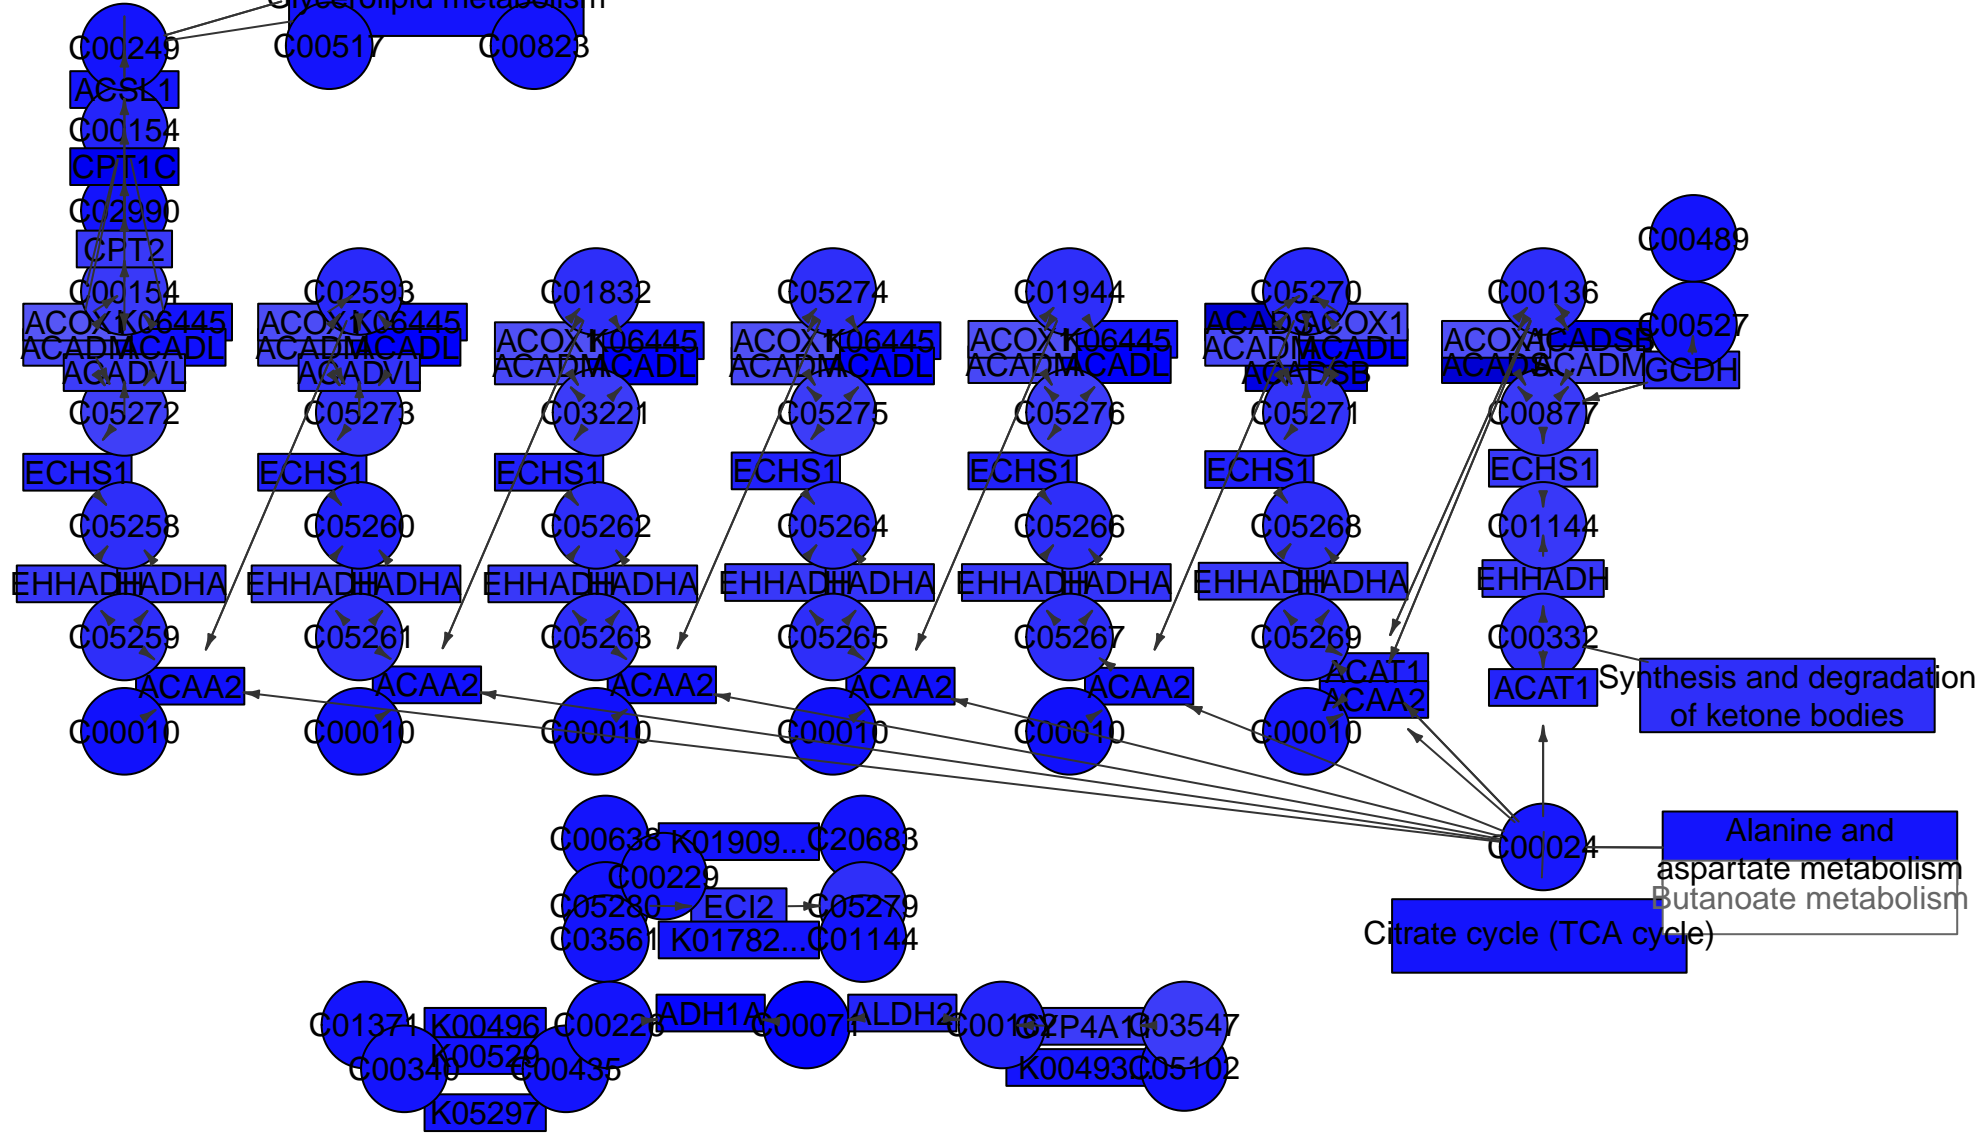 Glycerolipid metabolism
C00249
C00517
C00823
ACSL1
C00154
CPT1C
C02990
CPT2
C00489
C00154
C02593
C01832
C05274
C01944
C05270
C00136
C00527
ACOX1
K06445
ACOX1
K06445
ACOX1
K06445
ACOX1
K06445
ACOX1
K06445
ACADS
ACOX1
ACOX1
ACADSB
ACADM
ACADL
ACADM
ACADL
ACADM
ACADL
ACADM
ACADL
ACADM
ACADL
ACADM
ACADL
ACADS
ACADM
GCDH
ACADVL
ACADVL
ACADSB
C05272
C05273
C03221
C05275
C05276
C05271
C00877
ECHS1
ECHS1
ECHS1
ECHS1
ECHS1
ECHS1
ECHS1
C05258
C05260
C05262
C05264
C05266
C05268
C01144
EHHADH
HADHA
EHHADH
HADHA
EHHADH
HADHA
EHHADH
HADHA
EHHADH
HADHA
EHHADH
HADHA
EHHADH
C05259
C05261
C05263
C05265
C05267
C05269
C00332
ACAA2
ACAA2
ACAA2
ACAA2
ACAA2
ACAT1
ACAA2
ACAT1
Synthesis and degradation
of ketone bodies
C00010
C00010
C00010
C00010
C00010
C00010
C00638
K01909...
C20683
C00024
Alanine and
aspartate metabolism
C00229
Butanoate metabolism
C05280
ECI2
C05279
C03561
K01782...
C01144
Citrate cycle (TCA cycle)
C01371
K00496
C00226
ADH1A
C00071
ALDH2
C00162
CYP4A11
C03547
K00529
C00340
C00435
K00493...
C05102
K05297